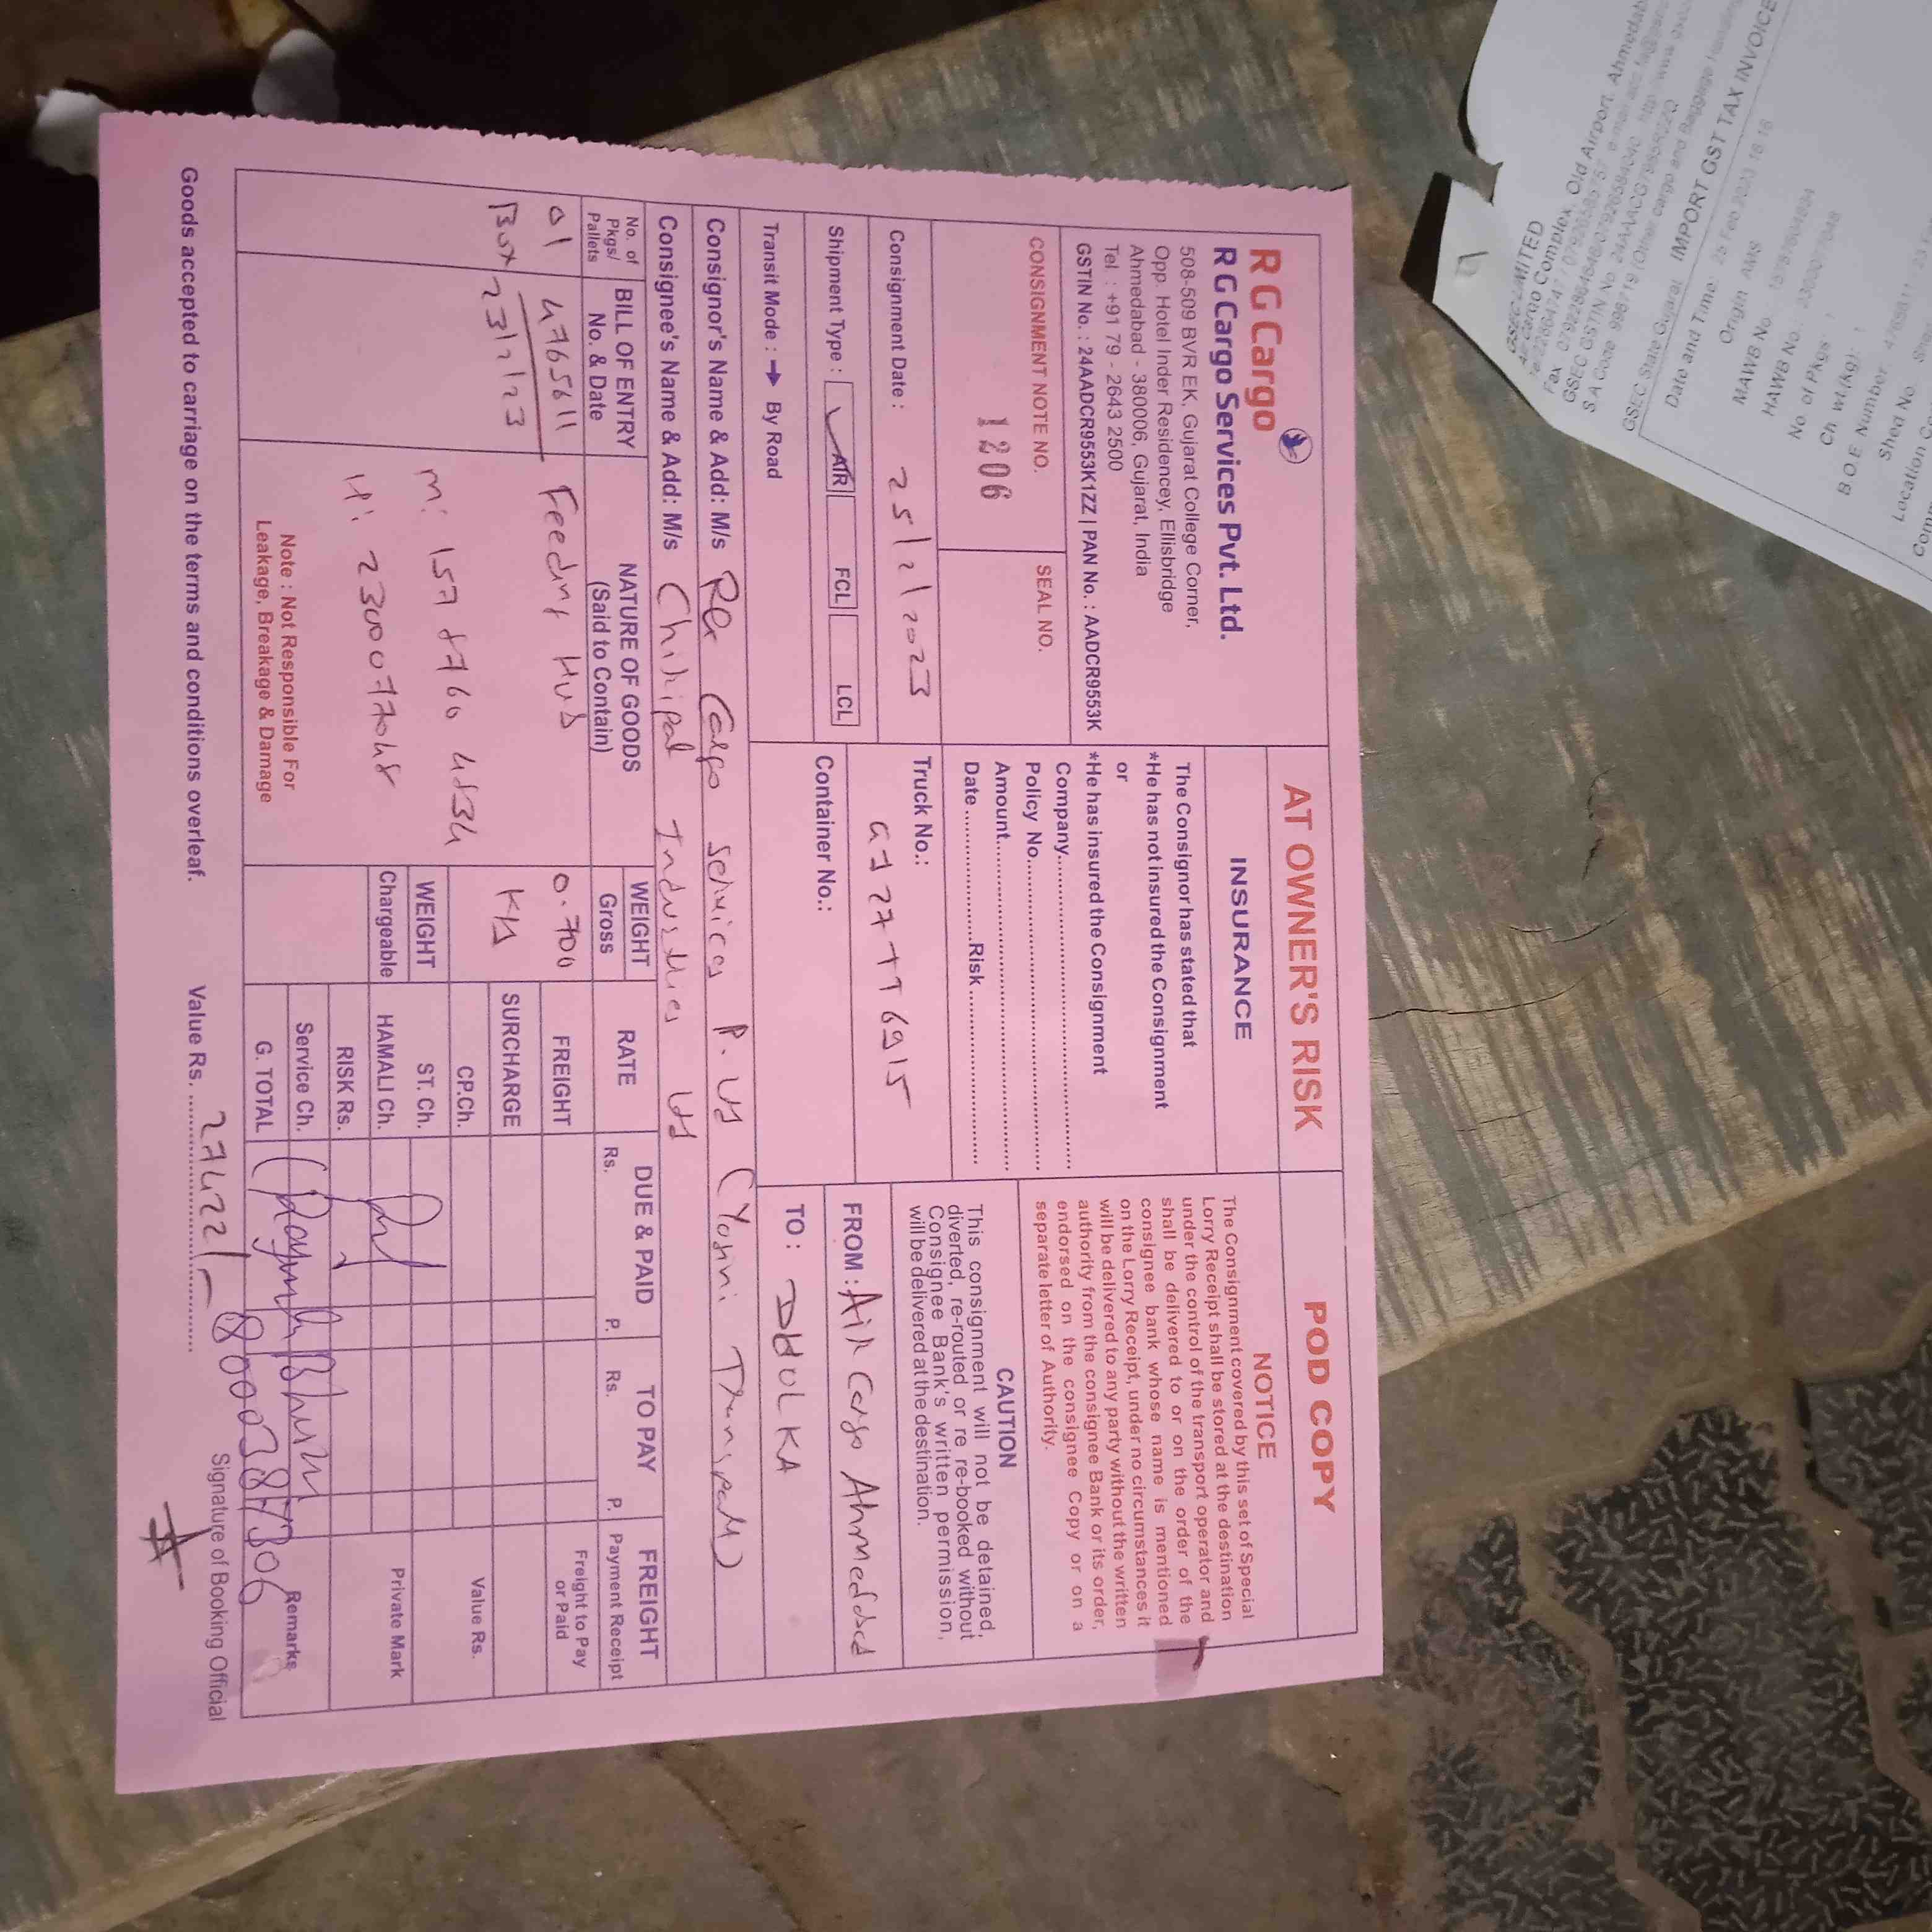 RGCargo
RGCargo Services Pvt. Ltd.
508-509 BVR EK, Gujarat College Corner,
Opp. Hotel Inder Residencey, Ellisbridge
Ahmedabad - 380006, Gujarat, India
Tel. : +91 79 - 2643 2500
GSTIN No. : 24AADCR9553K1ZZ | PAN No. : AADCR9553K
CONSIGNMENT NOTE NO.
SEAL NO.
1206
Consignment Date : 25/2/2023
Shipment Type : AIR FCL LCL
Transit Mode : ➔ By Road
AT OWNER'S RISK
INSURANCE
The Consignor has stated that
*He has not insured the Consignment
or
*He has insured the Consignment
Company
Policy No.
Amount
Date Risk
Truck No.:
GJ 27 TT 6915
Container No.:
POD COPY
NOTICE
The Consignment covered by this set of Special
Lorry Receipt shall be stored at the destination
under the control of the transport operator and
shall be delivered to or on the order of the
consignee bank whose name is mentioned
on the Lorry Receipt, under no circumstances it
will be delivered to any party without the written
authority from the consignee Bank or its order,
endorsed on the consignee Copy or on a
separate letter of Authority.
CAUTION
This consignment will not be detained,
diverted, re-routed or re re-booked without
Consignee Bank's written permission,
will be delivered at the destination.
FROM : Air Cargo Ahmedabad
TO : DHOLKA
Consignor's Name & Add: M/s RG Cargo Services P. Ltd (Yogini Transport)
Consignee's Name & Add: M/s Chiripal Industries Ltd
No. of Pkgs/ Pallets
BILL OF ENTRY No. & Date
NATURE OF GOODS (Said to Contain)
WEIGHT Gross
RATE
DUE & PAID Rs. P.
TO PAY Rs. P.
FREIGHT Payment Receipt
01 Box
4765611
23/2/23
Feeding Hub
M: 157 8760 4834
H: 23007048
0.700
KG
WEIGHT
Chargeable
FREIGHT
SURCHARGE
CP.Ch.
ST. Ch.
HAMALI Ch.
RISK Rs.
Service Ch.
G. TOTAL
Freight to Pay or Paid
Value Rs.
Private Mark
Remarks
8000387306
Note : Not Responsible For
Leakage, Breakage & Damage
Goods accepted to carriage on the terms and conditions overleaf.
Value Rs. 27422/-
Signature of Booking Official
GSEC LIMITED
Complex, Old Airport, Ahmedabad
GSEC State Gujarat
IMPORT GST TAX INVOICE
Date and Time: 25 Feb 2023 16:16
Origin
MAWB No.
HAWB No.
No. of Pkgs : 1
Ch. Wt(Kg) : 1
B O E Number
Shed No